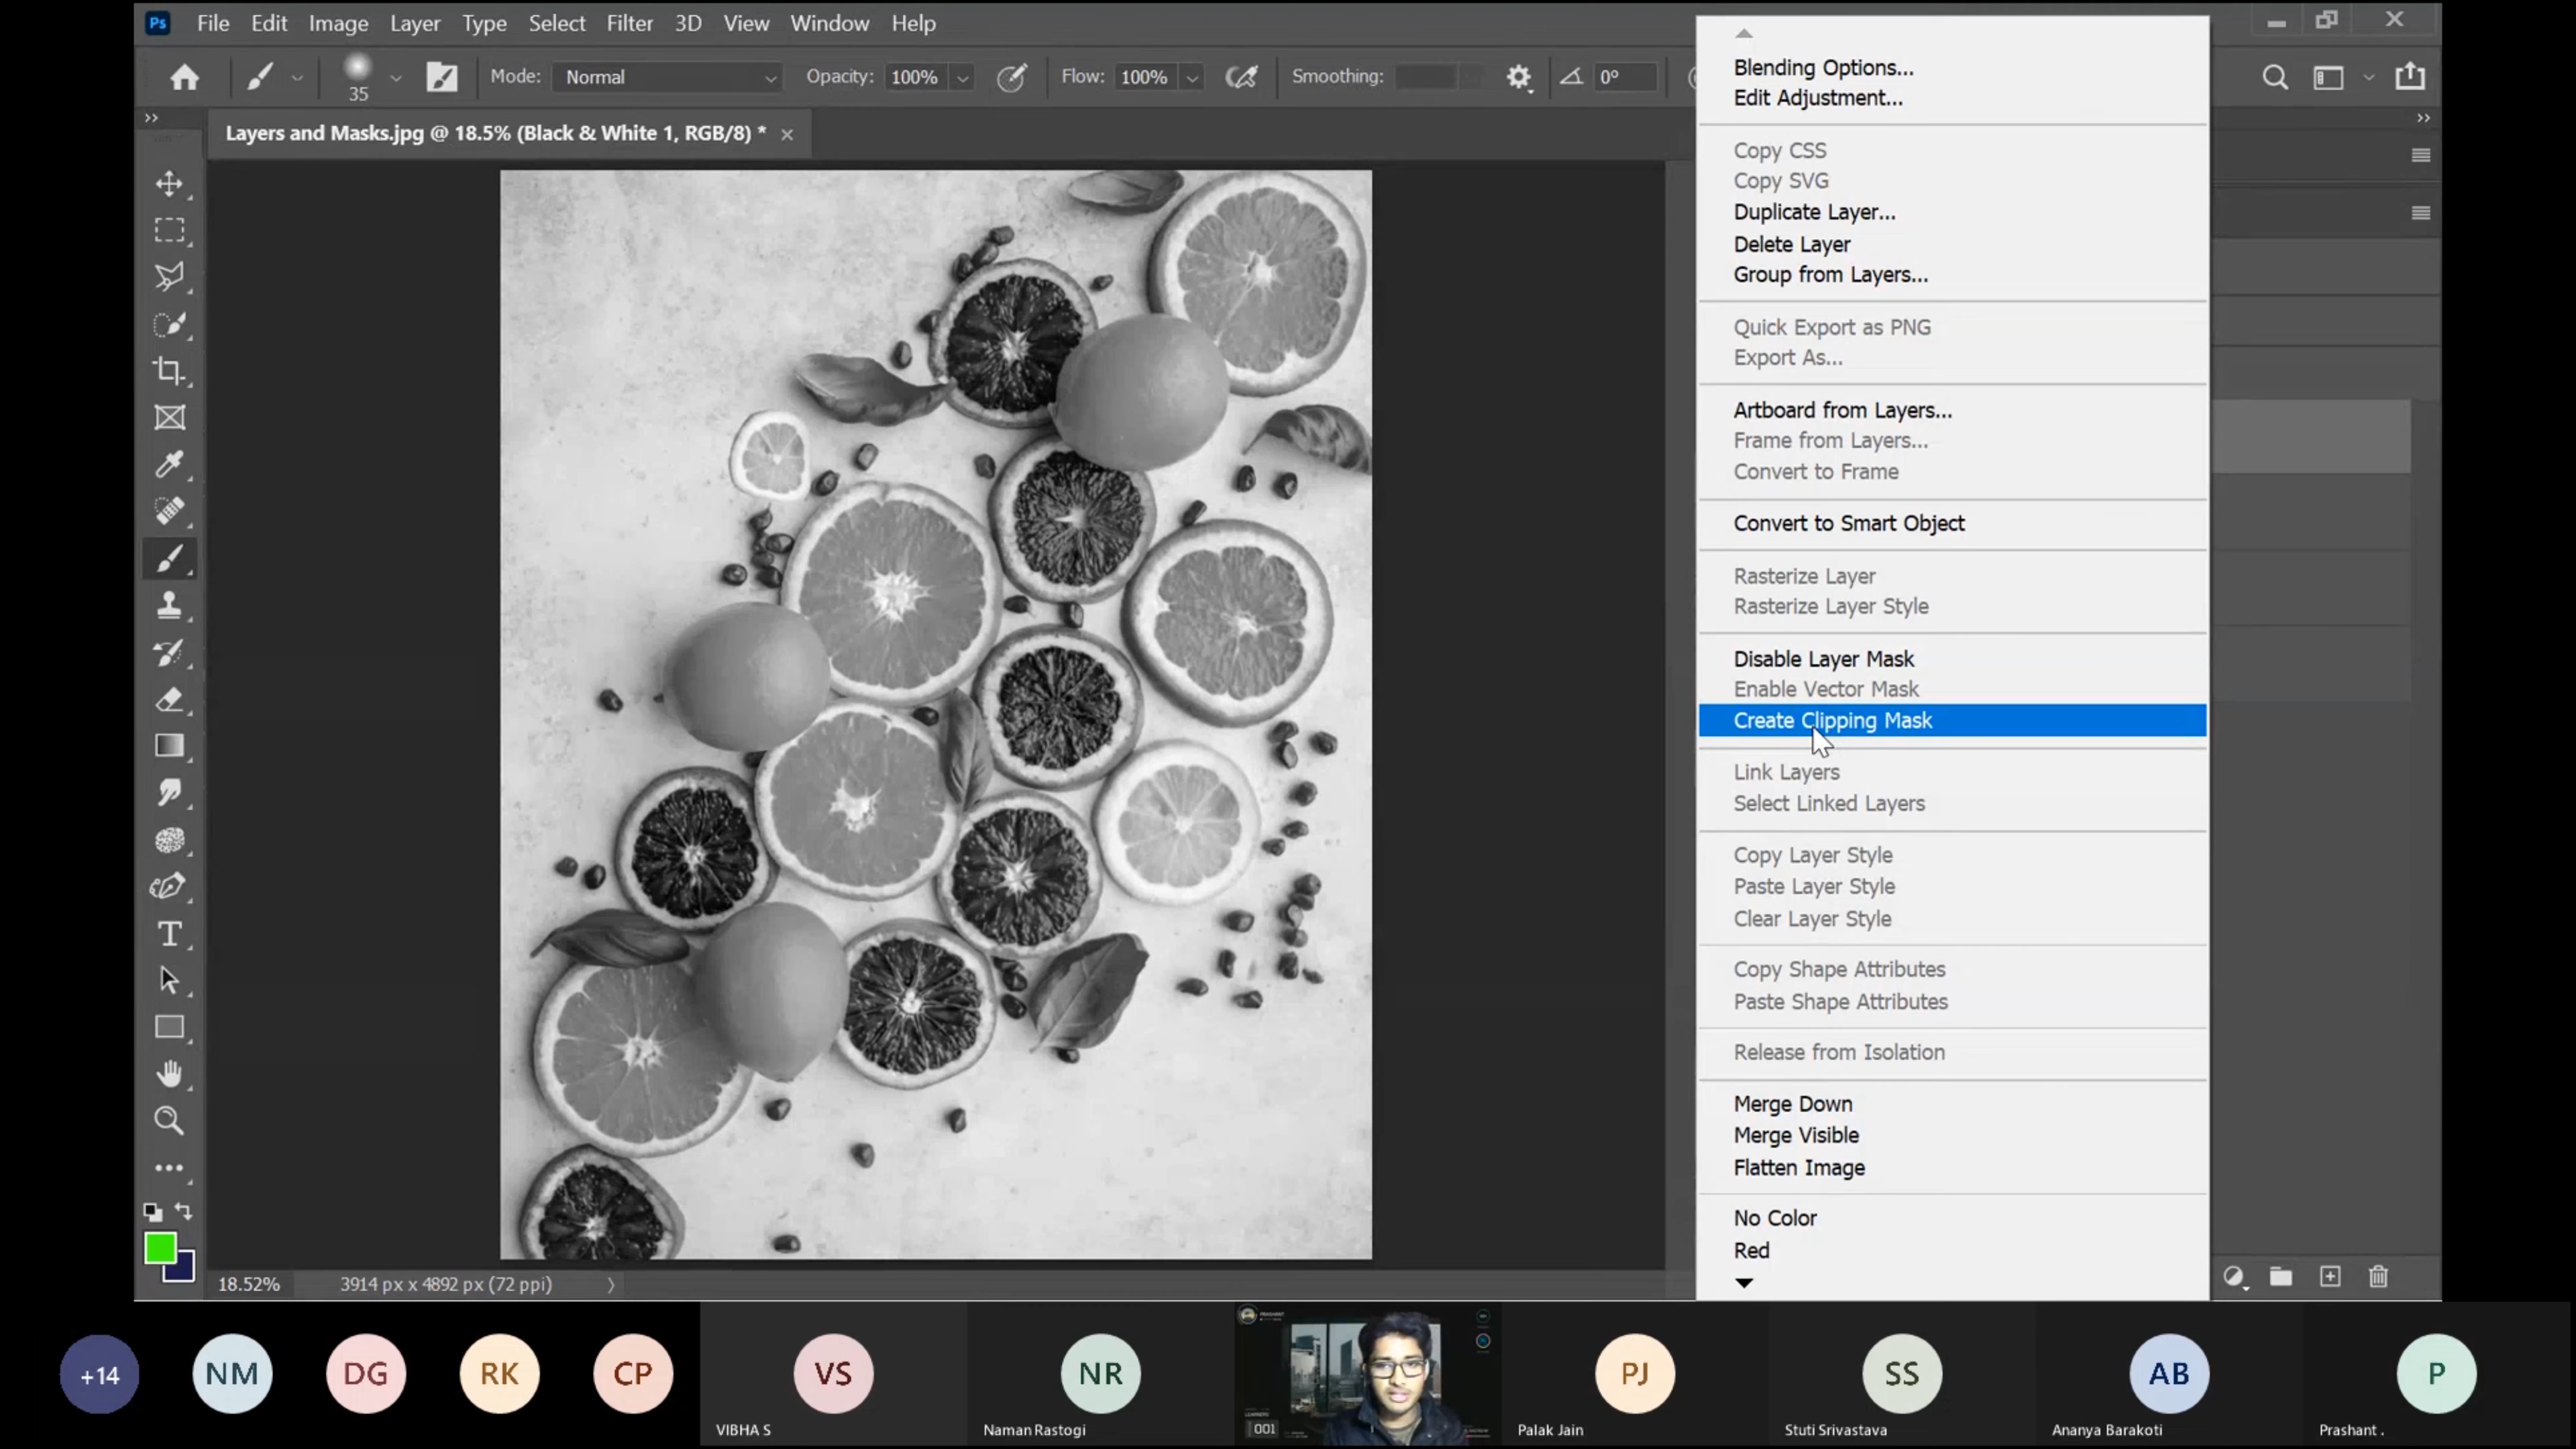 Ps File Edit Image Layer Type Select Filter 3D View Window Help
35 Mode: Normal Opacity: 100% Flow: 100% Smoothing: 0°
Layers and Masks.jpg @ 18.5% (Black & White 1, RGB/8) *
T
18.52% 3914 px x 4892 px (72 ppi)
Blending Options...
Edit Adjustment...
Copy CSS
Copy SVG
Duplicate Layer...
Delete Layer
Group from Layers...
Quick Export as PNG
Export As...
Artboard from Layers...
Frame from Layers...
Convert to Frame
Convert to Smart Object
Rasterize Layer
Rasterize Layer Style
Disable Layer Mask
Enable Vector Mask
Create Clipping Mask
Link Layers
Select Linked Layers
Copy Layer Style
Paste Layer Style
Clear Layer Style
Copy Shape Attributes
Paste Shape Attributes
Release from Isolation
Merge Down
Merge Visible
Flatten Image
No Color
Red
+14 NM DG RK CP VS NR PJ SS AB P
PRASHANT
001
VIBHA S Naman Rastogi Palak Jain Stuti Srivastava Ananya Barakoti Prashant .